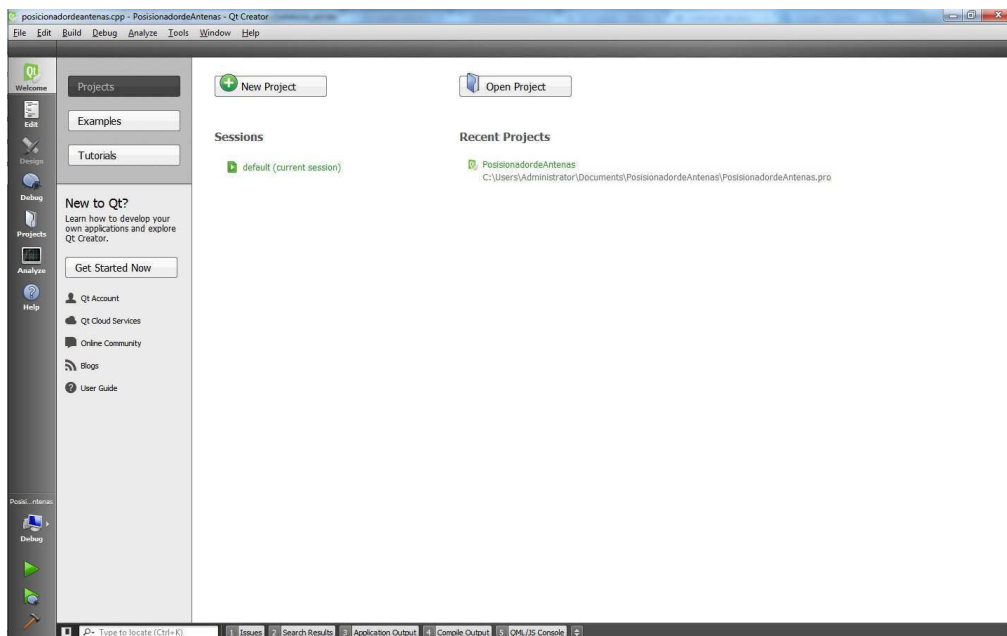 posicionadordeantenas.cpp - PosisionadordeAntenas - Qt Creator
File Edit Build Debug Analyze Tools Window Help
Welcome
Edit
Design
Debug
Projects
Analyze
Help
Posisi...ntenas
Debug
Projects
Examples
Tutorials
New to Qt?
Learn how to develop your
own applications and explore
Qt Creator.
Get Started Now
Qt Account
Qt Cloud Services
Online Community
Blogs
User Guide
New Project
Open Project
Sessions
default (current session)
Recent Projects
PosisionadordeAntenas
C:\Users\Administrator\Documents\PosisionadordeAntenas\PosisionadordeAntenas.pro
Type to locate (Ctrl+K)
1 Issues 2 Search Results 3 Application Output 4 Compile Output 5 QML/JS Console